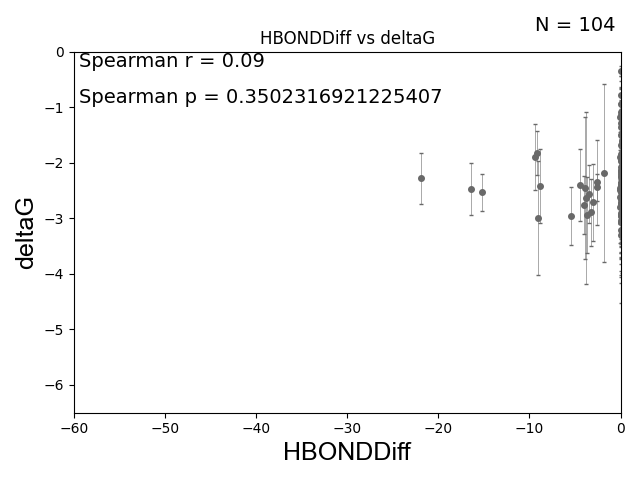 N = 104
HBONDDiff vs deltaG
Spearman r = 0.09
Spearman p = 0.3502316921225407
deltaG
0
−1
−2
−3
−4
−5
−6
−60
−50
−40
−30
−20
−10
0
HBONDDiff